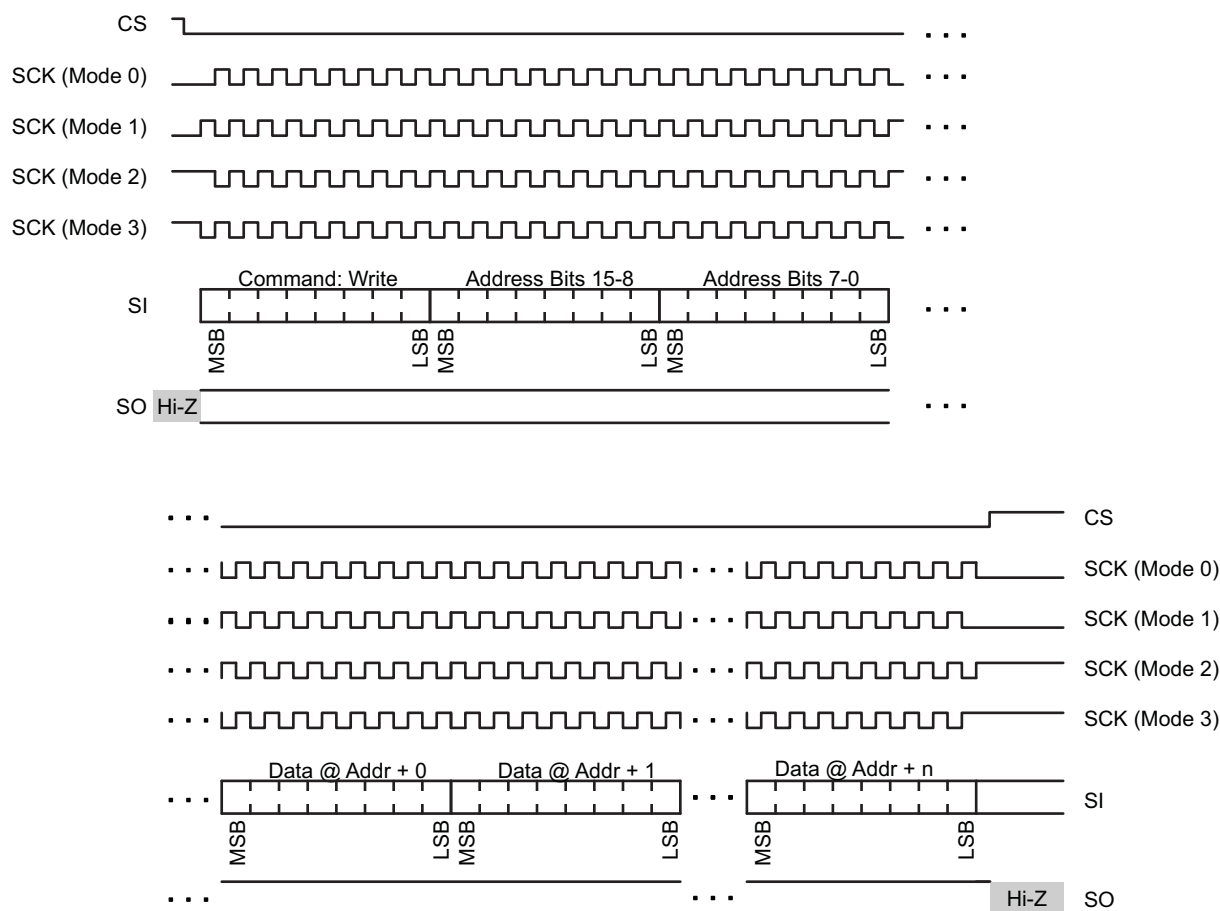 CS
. . .
SCK (Mode 0)
. . .
SCK (Mode 1)
. . .
SCK (Mode 2)
. . .
SCK (Mode 3)
. . .
Command: Write Address Bits 15-8 Address Bits 7-0
SI
. . .
MSB LSB MSB LSB MSB LSB
SO Hi-Z
. . .
. . . CS
. . . . . . SCK (Mode 0)
. . . . . . SCK (Mode 1)
. . . . . . SCK (Mode 2)
. . . . . . SCK (Mode 3)
Data @ Addr + 0 Data @ Addr + 1 Data @ Addr + n
. . . . . . SI
MSB LSB MSB LSB MSB LSB
. . . . . . Hi-Z SO